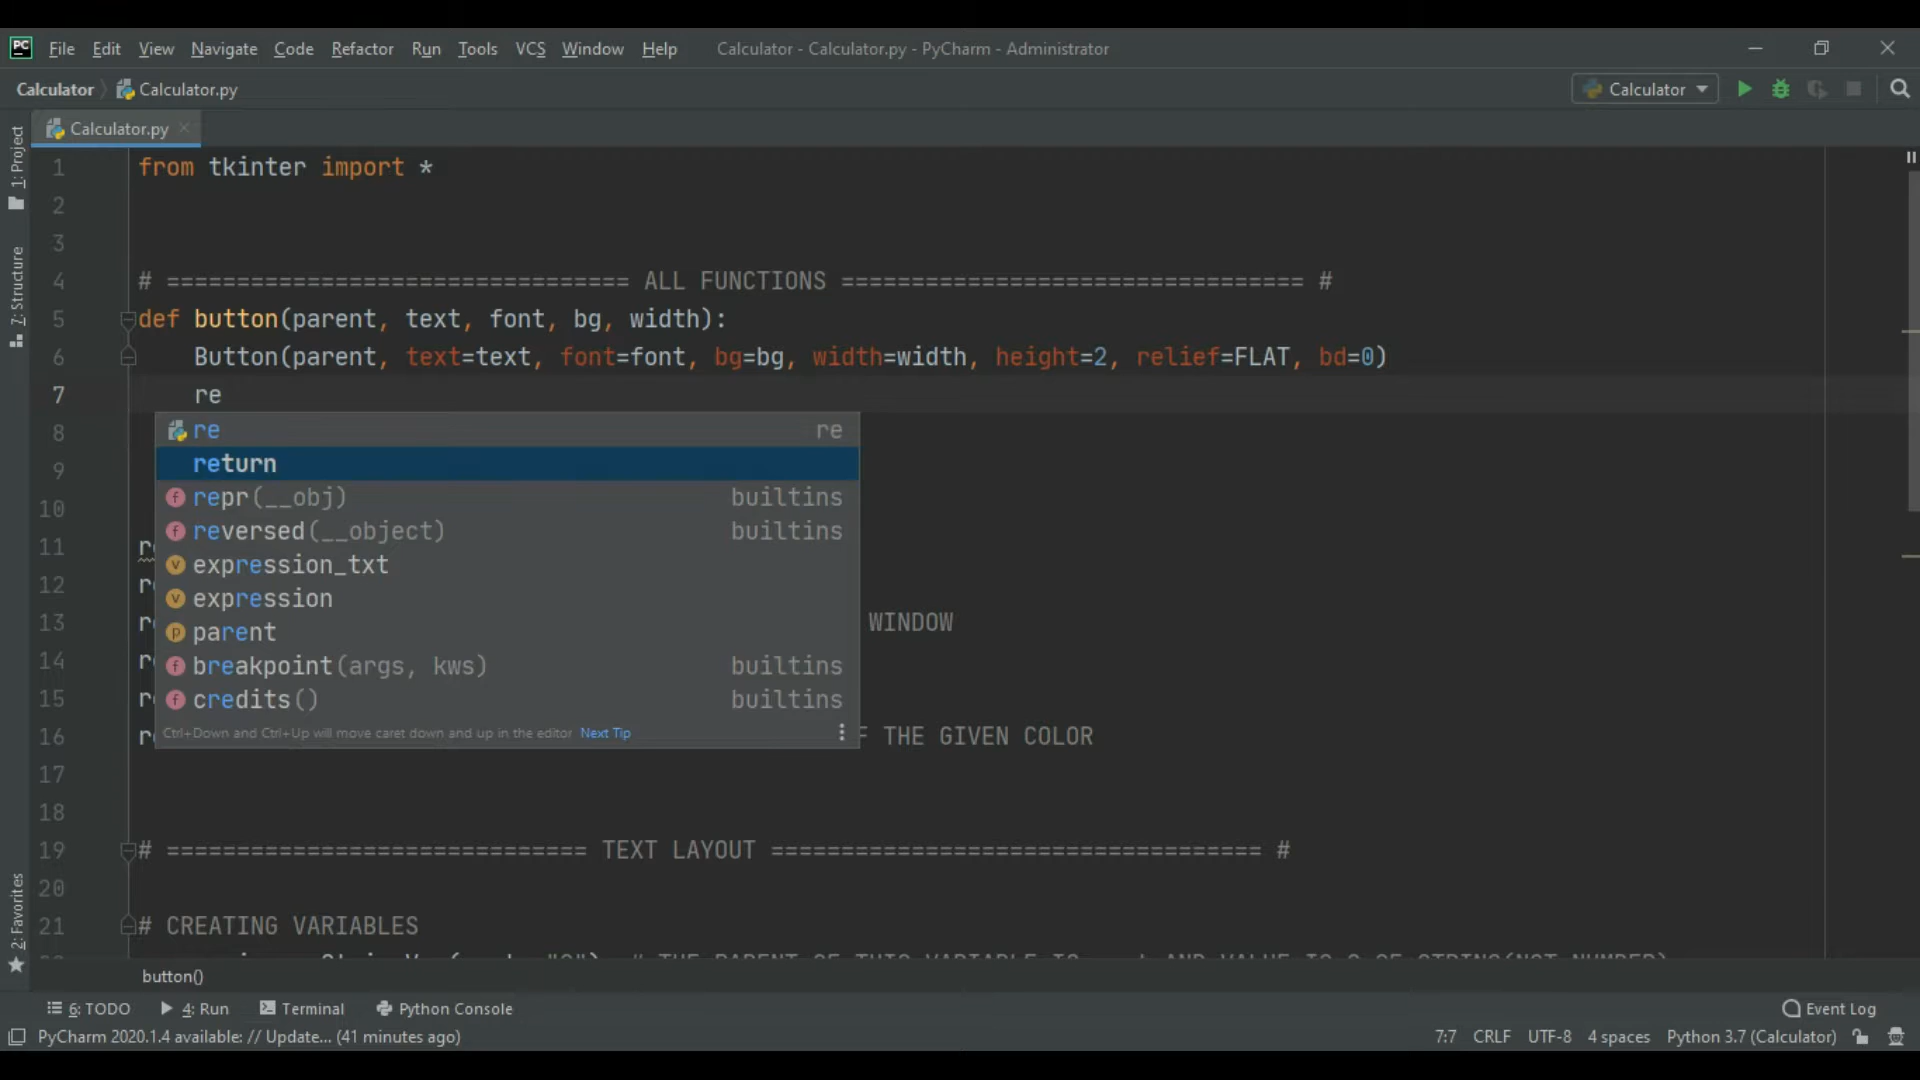 PC File Edit View Navigate Code Refactor Run Tools VCS Window Help Calculator - Calculator.py - PyCharm - Administrator
Calculator Calculator.py Calculator
Calculator.py
1: Project
7: Structure
2: Favorites
1 from tkinter import *
2
3
4 # ================================= ALL FUNCTIONS ================================= #
5 def button(parent, text, font, bg, width):
6 Button(parent, text=text, font=font, bg=bg, width=width, height=2, relief=FLAT, bd=0)
7 re
8 re re
return
9 repr(__obj) builtins
10 reversed(__object) builtins
11 expression_txt
12 expression
13 WINDOW
parent
14 breakpoint(args, kws) builtins
15 credits() builtins
16 THE GIVEN COLOR
Ctrl+Down and Ctrl+Up will move caret down and up in the editor Next Tip
17
18
19 # ============================== TEXT LAYOUT =================================== #
20
21 # CREATING VARIABLES
button()
6: TODO 4: Run Terminal Python Console Event Log
PyCharm 2020.1.4 available: // Update... (41 minutes ago) 7:7 CRLF UTF-8 4 spaces Python 3.7 (Calculator)